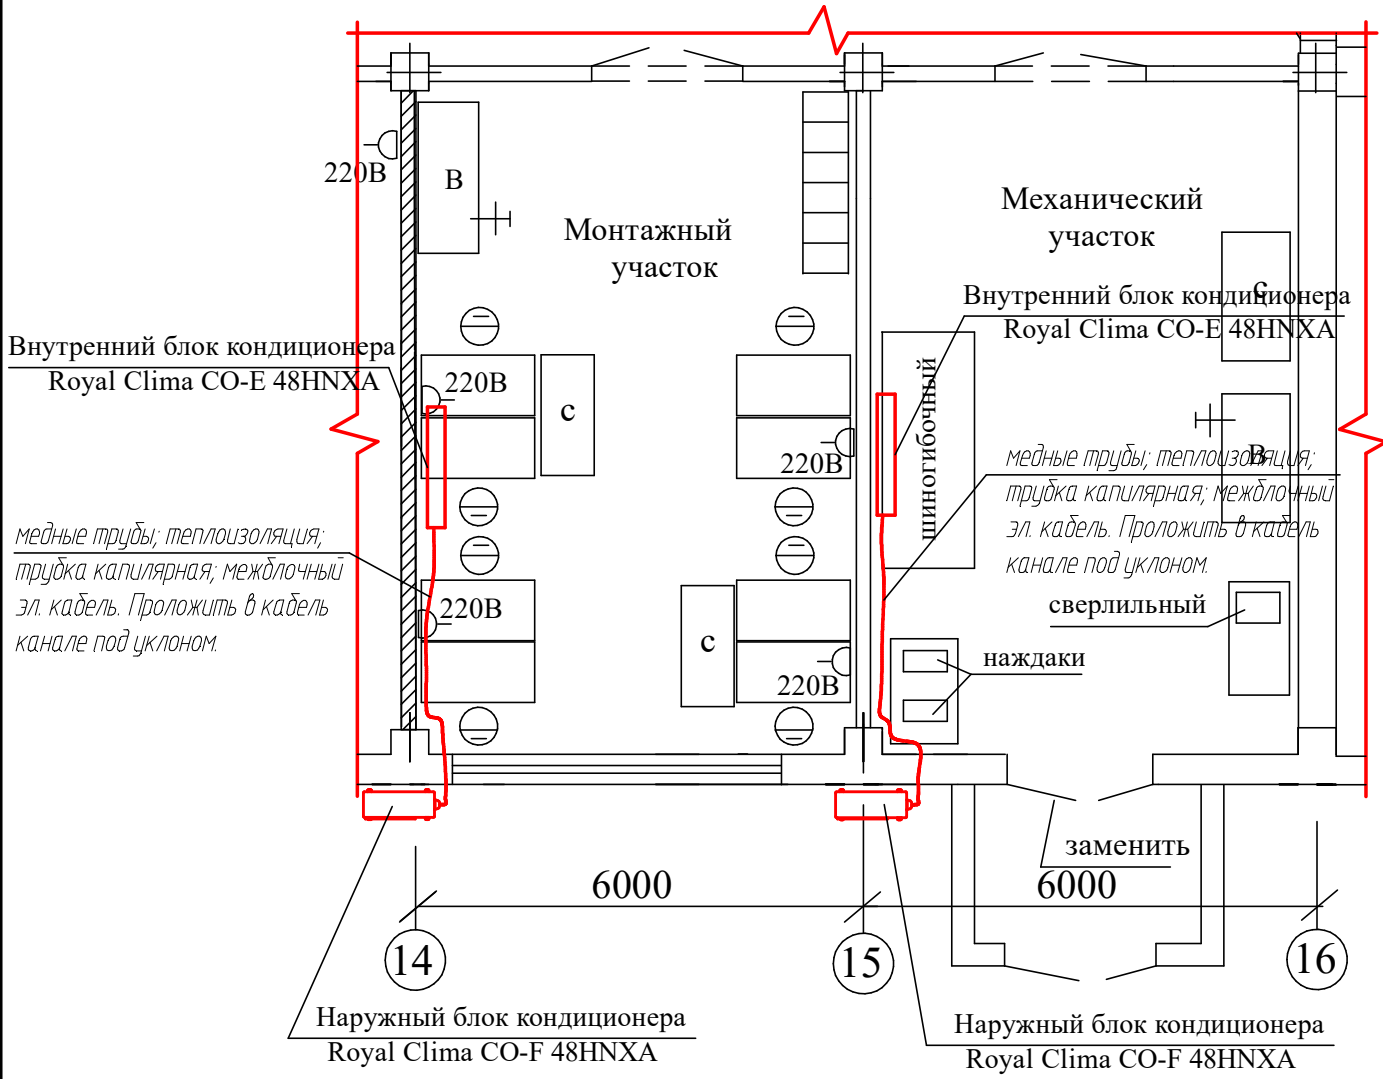 220В
В
Монтажный
участок
Механический
участок
с
Внутренний блок кондиционера
Royal Clima CO-E 48HNXA
Внутренний блок кондиционера
Royal Clima CO-E 48HNXA
220В
с
220В
шиногибочный
В
медные трубы; теплоизоляция;
трубка капилярная; межблочный
эл. кабель. Проложить в кабель
канале под уклоном.
медные трубы; теплоизоляция;
трубка капилярная; межблочный
эл. кабель. Проложить в кабель
канале под уклоном.
220В
с
220В
сверлильный
наждаки
заменить
6000
6000
14
15
16
Наружный блок кондиционера
Royal Clima CO-F 48HNXA
Наружный блок кондиционера
Royal Clima CO-F 48HNXA